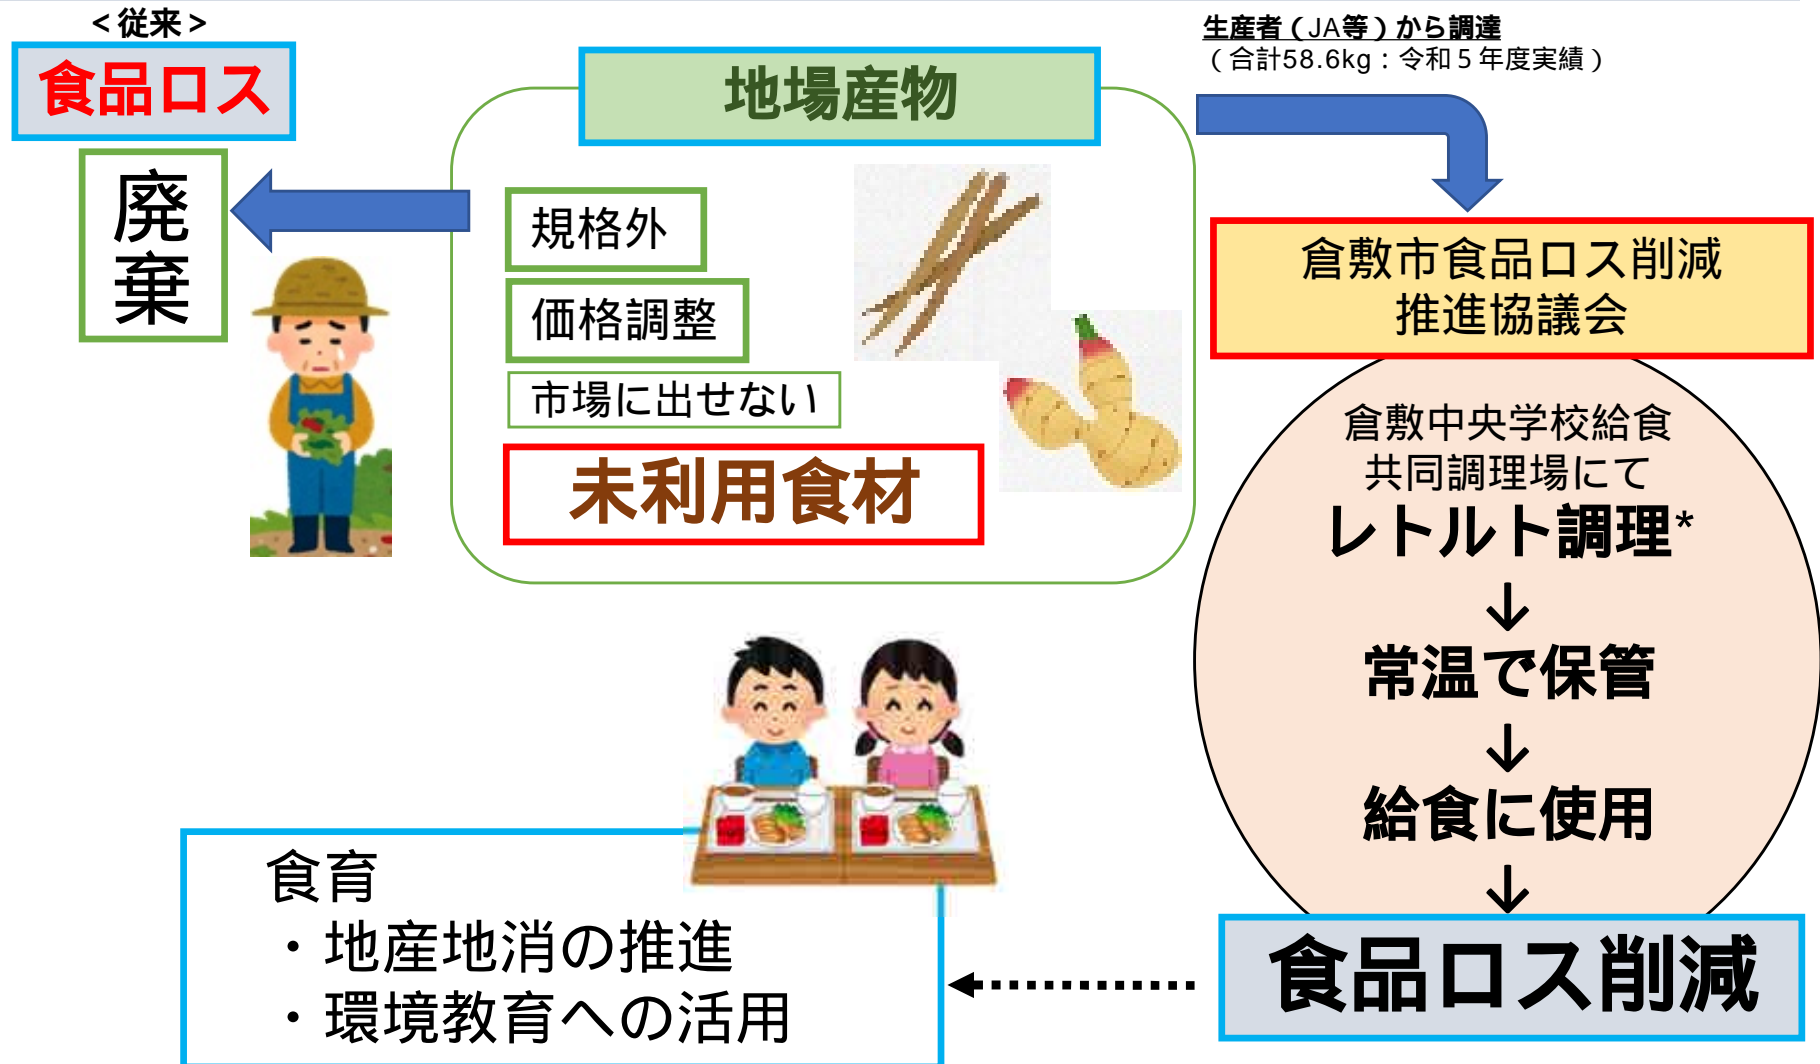 ＜従来＞
食品ロス
廃
棄
地場産物
規格外
価格調整
市場に出せない
未利用食材
生産者（JA等）から調達
（合計58.6kg：令和５年度実績）
倉敷市食品ロス削減
推進協議会
倉敷中央学校給食
共同調理場にて
レトルト調理*
↓
常温で保管
↓
給食に使用
↓
食品ロス削減
食育
・地産地消の推進
・環境教育への活用